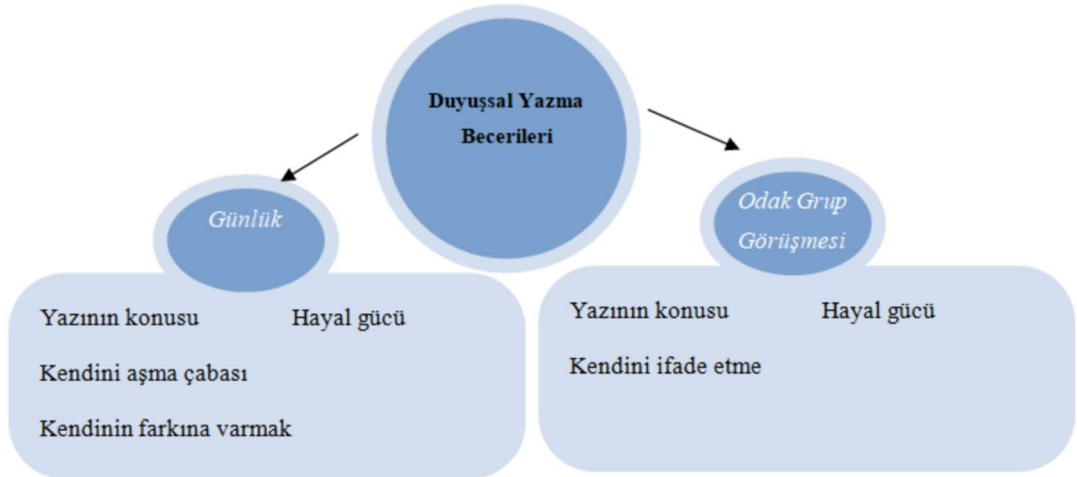 Duyuşsal Yazma
Becerileri
Günlük
Yazının konusu Hayal gücü
Kendini aşma çabası
Kendinin farkına varmak
Odak Grup
Görüşmesi
Yazının konusu Hayal gücü
Kendini ifade etme